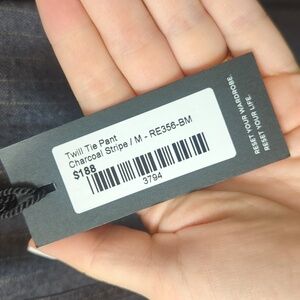 Twill Tie Pant
Charcoal Stripe / M - RE356-BM
$188
3794
RESET YOUR WARDROBE
RESET YOUR LIFE